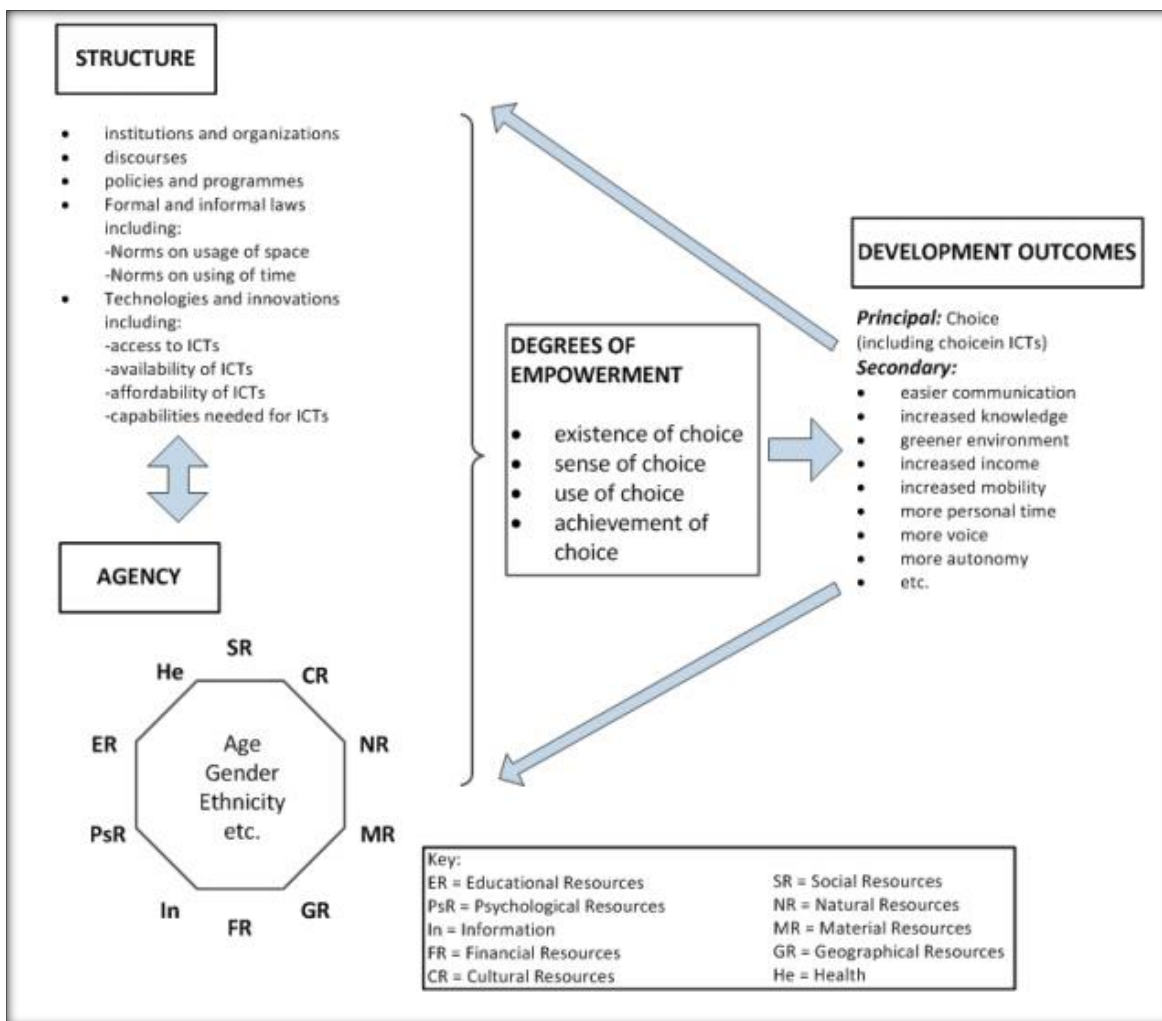 STRUCTURE
• institutions and organizations
• discourses
• policies and programmes
• Formal and informal laws
including:
-Norms on usage of space
-Norms on using of time
• Technologies and innovations
including:
-access to ICTs
-availability of ICTs
-affordability of ICTs
-capabilities needed for ICTs
AGENCY
SR
He
CR
ER
NR
PsR
MR
In
FR
GR
Age
Gender
Ethnicity
etc.
DEGREES OF
EMPOWERMENT
• existence of choice
• sense of choice
• use of choice
• achievement of
choice
DEVELOPMENT OUTCOMES
Principal: Choice
(including choicein ICTs)
Secondary:
• easier communication
• increased knowledge
• greener environment
• increased income
• increased mobility
• more personal time
• more voice
• more autonomy
• etc.
Key:
ER = Educational Resources
PsR = Psychological Resources
In = Information
FR = Financial Resources
CR = Cultural Resources
SR = Social Resources
NR = Natural Resources
MR = Material Resources
GR = Geographical Resources
He = Health